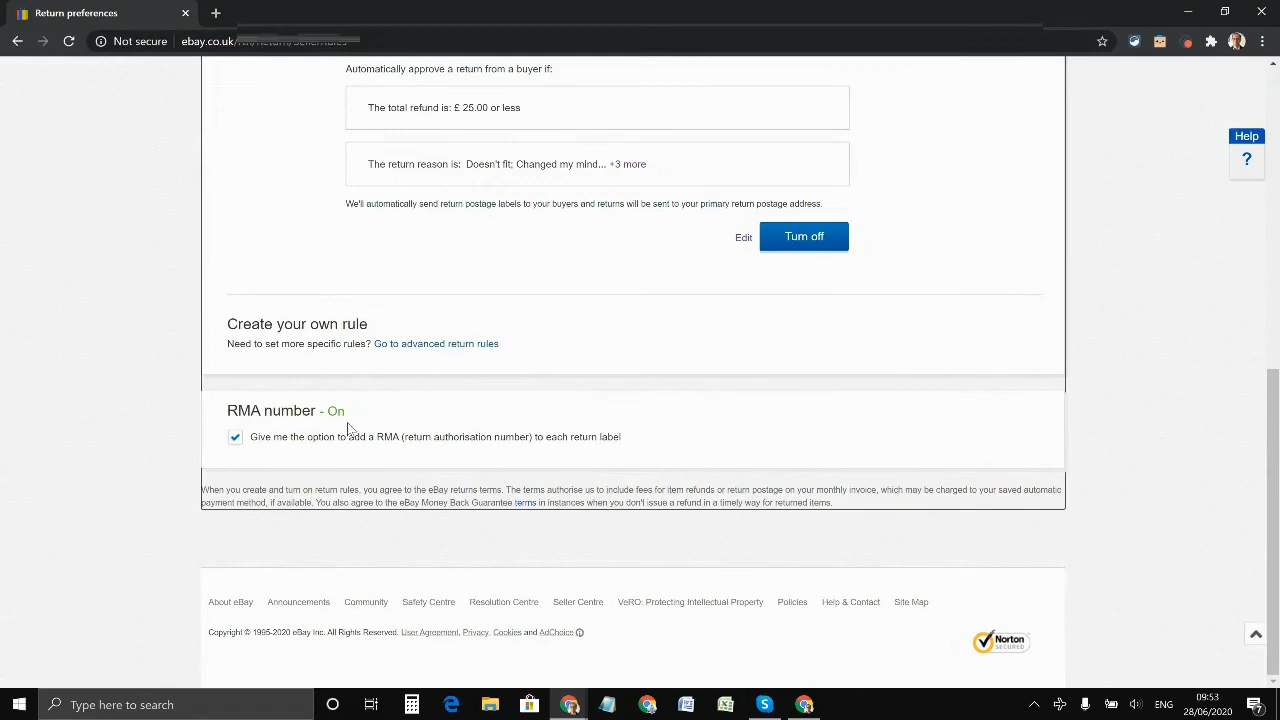 Return preferences
Not secure
ebay.co.uk/
Automatically approve a return from a buyer if:
The total refund is: £ 25.00 or less
Help
?
The return reason is: Doesn't fit; Changed my mind... +3 more
We'll automatically send return postage labels to your buyers and returns will be sent to your primary return postage address.
Edit
Turn off
Create your own rule
Need to set more specific rules? Go to advanced return rules
RMA number - On
Give me the option to add a RMA (return authorisation number) to each return label
When you create and turn on return rules, you agree to the eBay returns terms. The terms authorise us to include fees for item refunds or return postage on your monthly invoice, which may be charged to your saved automatic
payment method, if available. You also agree to the eBay Money Back Guarantee terms in instances when you don't issue a refund in a timely way for returned items.
About eBay Announcements Community Safety Centre Resolution Centre Seller Centre VeRO: Protecting Intellectual Property Policies Help & Contact Site Map
Copyright © 1995-2020 eBay Inc. All Rights Reserved. User Agreement, Privacy, Cookies and AdChoice
Norton
SECURED
Type here to search
ENG
09:53
28/06/2020
7